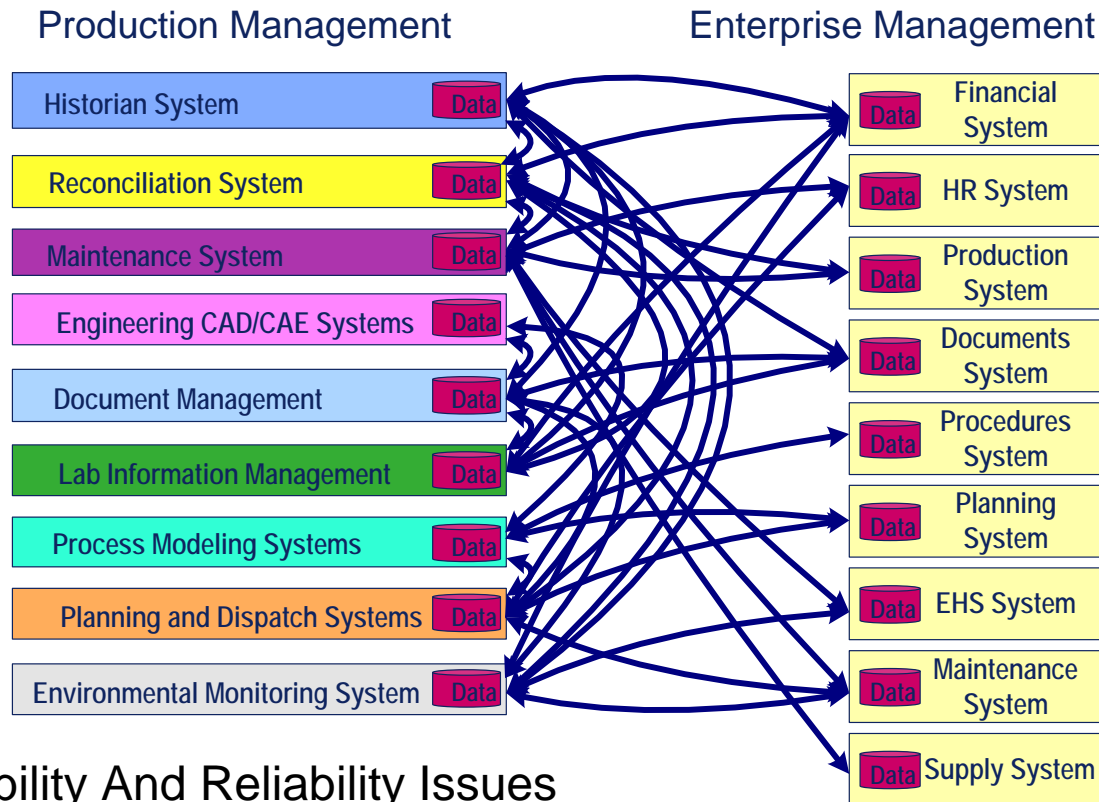 Production Management
Enterprise Management
Historian System
Data
Reconciliation System
Data
Maintenance System
Data
Engineering CAD/CAE Systems
Data
Document Management
Data
Lab Information Management
Data
Process Modeling Systems
Data
Planning and Dispatch Systems
Data
Environmental Monitoring System
Data
Data
Financial
System
Data
HR System
Data
Production
System
Data
Documents
System
Data
Procedures
System
Data
Planning
System
Data
EHS System
Data
Maintenance
System
Data
Supply System
bility And Reliability Issues